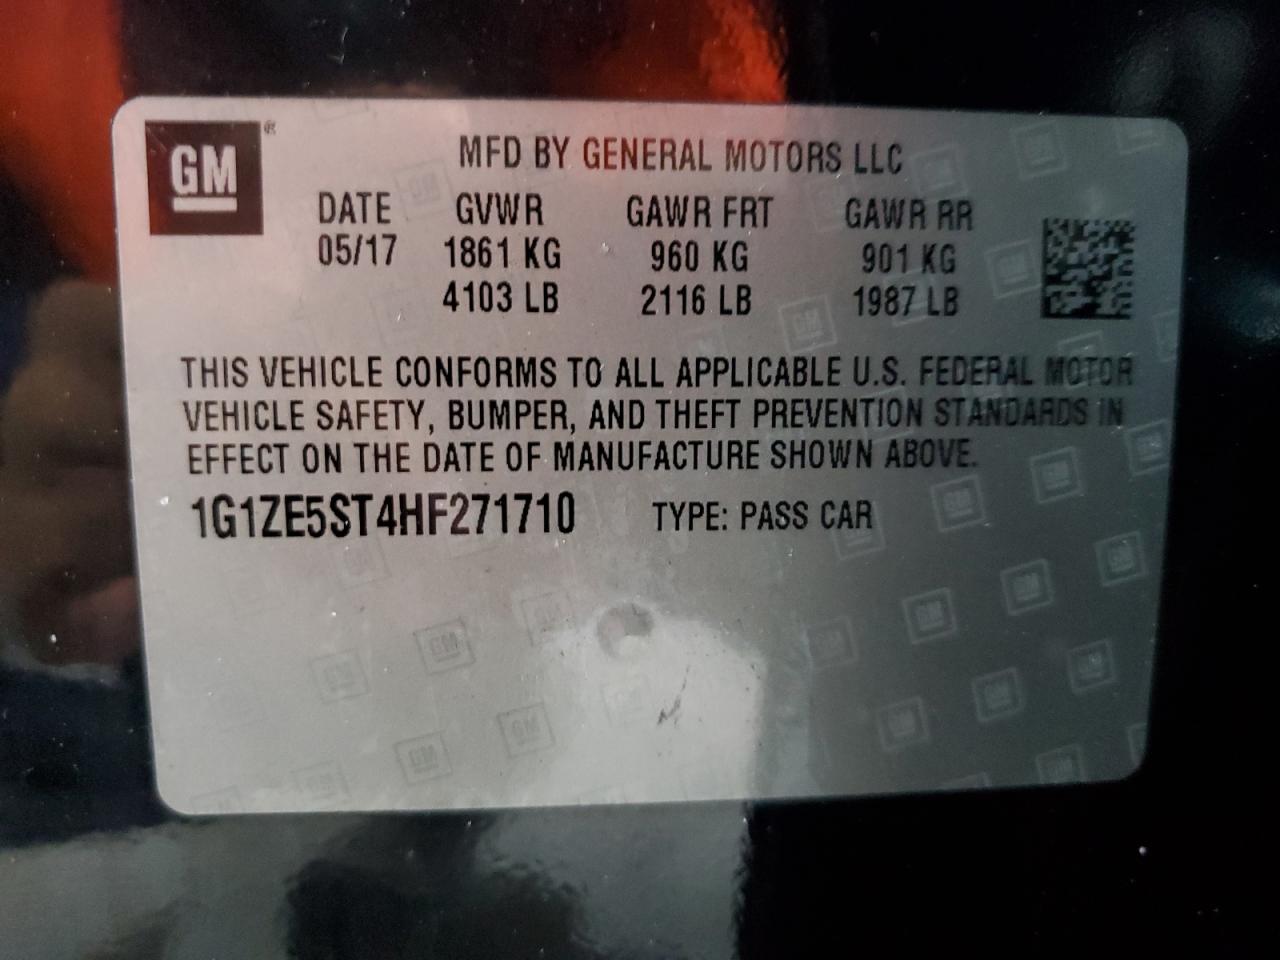 GM®
MFD BY GENERAL MOTORS LLC
DATE GVWR GAWR FRT GAWR RR
05/17 1861 KG 960 KG 901 KG
4103 LB 2116 LB 1987 LB
THIS VEHICLE CONFORMS TO ALL APPLICABLE U.S. FEDERAL MOTOR
VEHICLE SAFETY, BUMPER, AND THEFT PREVENTION STANDARDS IN
EFFECT ON THE DATE OF MANUFACTURE SHOWN ABOVE.
1G1ZE5ST4HF271710 TYPE: PASS CAR